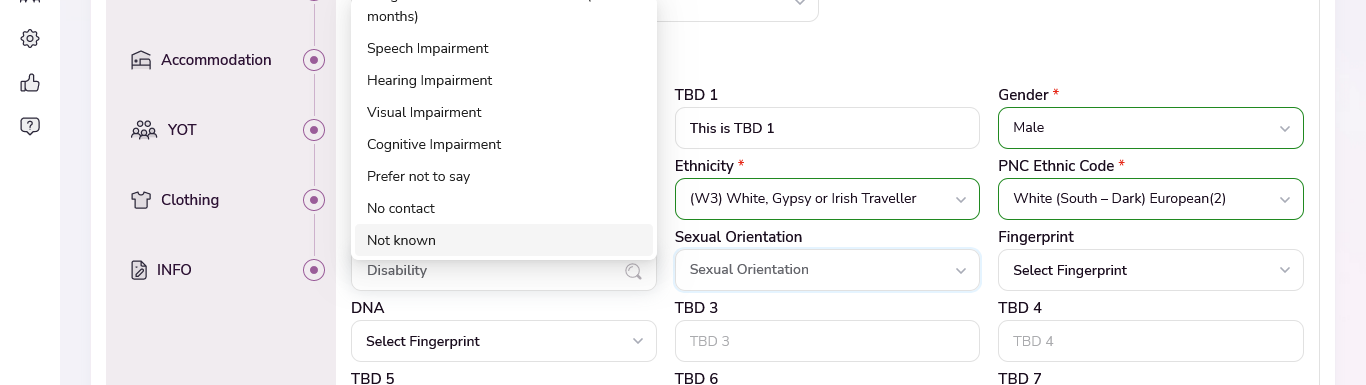 months)
Speech Impairment
Accommodation
Hearing Impairment
TBD 1
Gender *
Visual Impairment
This is TBD 1
Male
YOT
Cognitive Impairment
Ethnicity *
PNC Ethnic Code *
Prefer not to say
Clothing
(W3) White, Gypsy or Irish Traveller
White (South – Dark) European(2)
No contact
Not known
Sexual Orientation
Fingerprint
INFO
Disability
Sexual Orientation
Select Fingerprint
DNA
TBD 3
TBD 4
Select Fingerprint
TBD 3
TBD 4
TBD 5
TBD 6
TBD 7